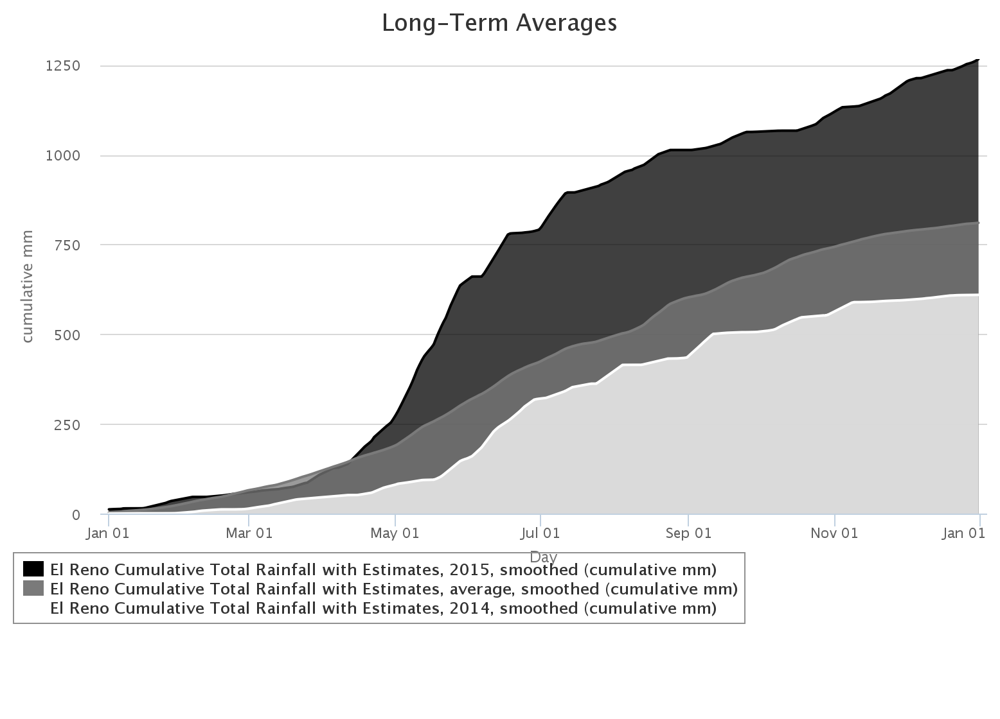 Long-Term Averages
1250
1000
750
500
250
0
cumulative mm
Jan 01 Mar 01 May 01 Jul 01 Sep 01 Nov 01 Jan 01
Day
El Reno Cumulative Total Rainfall with Estimates, 2015, smoothed (cumulative mm)
El Reno Cumulative Total Rainfall with Estimates, average, smoothed (cumulative mm)
El Reno Cumulative Total Rainfall with Estimates, 2014, smoothed (cumulative mm)